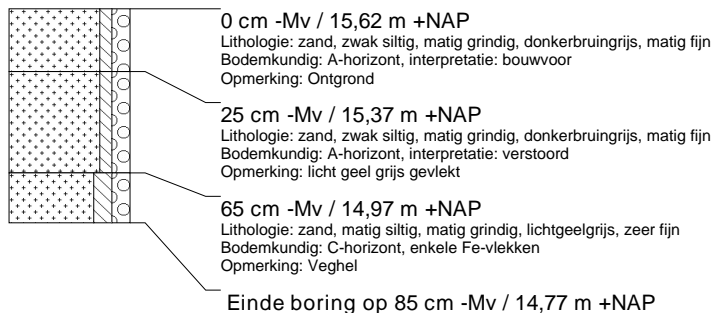 0 cm -Mv / 15,62 m +NAP
Lithologie: zand, zwak siltig, matig grindig, donkerbruingrijs, matig fijn
Bodemkundig: A-horizont, interpretatie: bouwvoor
Opmerking: Ontgrond
25 cm -Mv / 15,37 m +NAP
Lithologie: zand, zwak siltig, matig grindig, donkerbruingrijs, matig fijn
Bodemkundig: A-horizont, interpretatie: verstoord
Opmerking: licht geel grijs gevlekt
65 cm -Mv / 14,97 m +NAP
Lithologie: zand, matig siltig, matig grindig, lichtgeelgrijs, zeer fijn
Bodemkundig: C-horizont, enkele Fe-vlekken
Opmerking: Veghel
Einde boring op 85 cm -Mv / 14,77 m +NAP